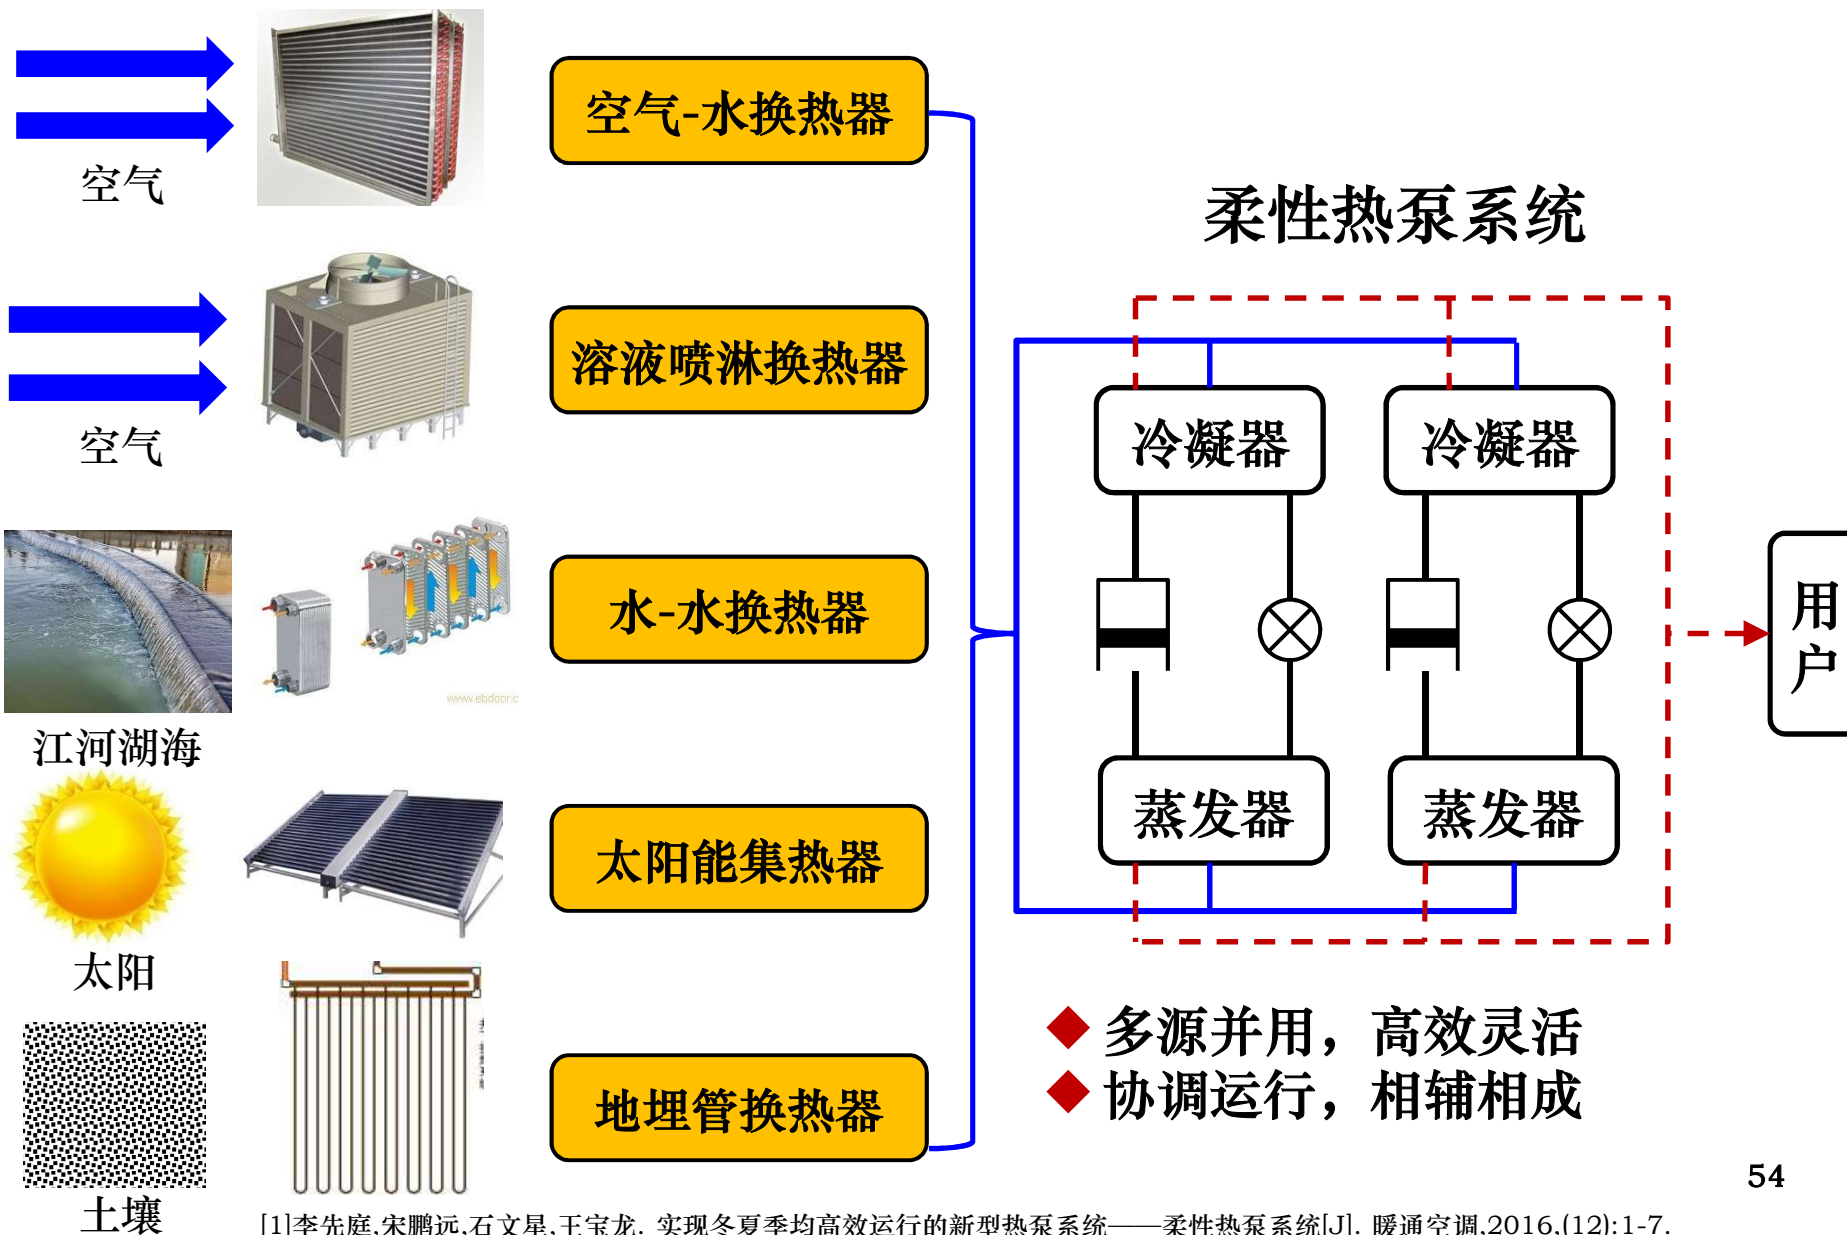 空气
空气-水换热器
柔性热泵系统
空气
溶液喷淋换热器
冷凝器
冷凝器
江河湖海
www.ebdoor.c
水-水换热器
用户
太阳
太阳能集热器
蒸发器
蒸发器
多源并用，高效灵活
协调运行，相辅相成
土壤
地埋管换热器
54
[1]李先庭,宋鹏远,石文星,王宝龙. 实现冬夏季均高效运行的新型热泵系统——柔性热泵系统[J]. 暖通空调,2016,(12):1-7.